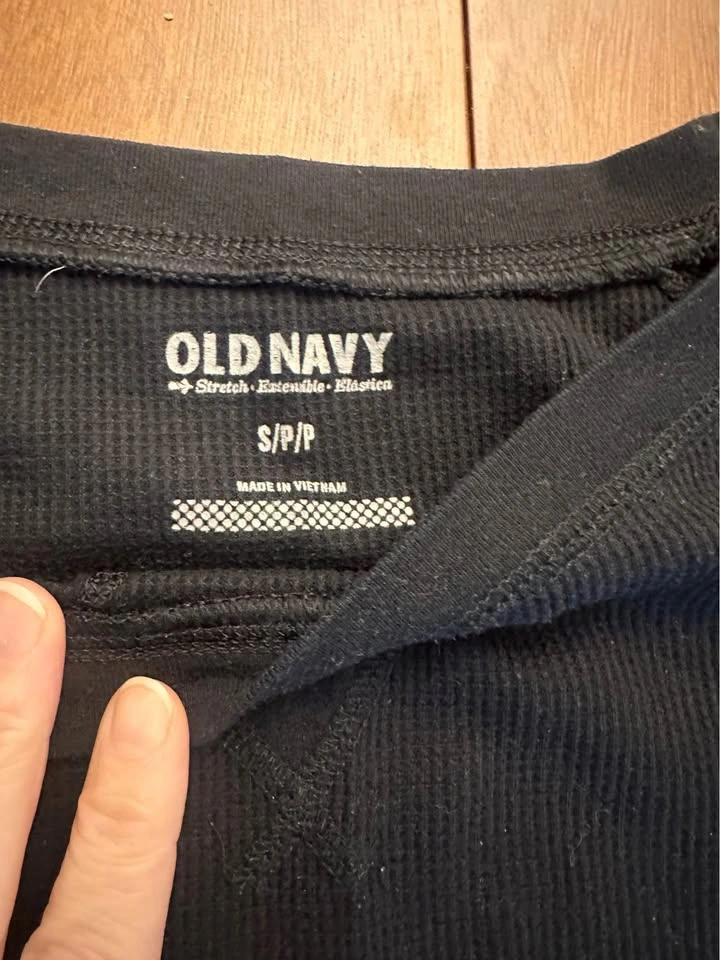 OLD NAVY
Stretch • Extensible • Elástica
S/P/P
MADE IN VIETNAM